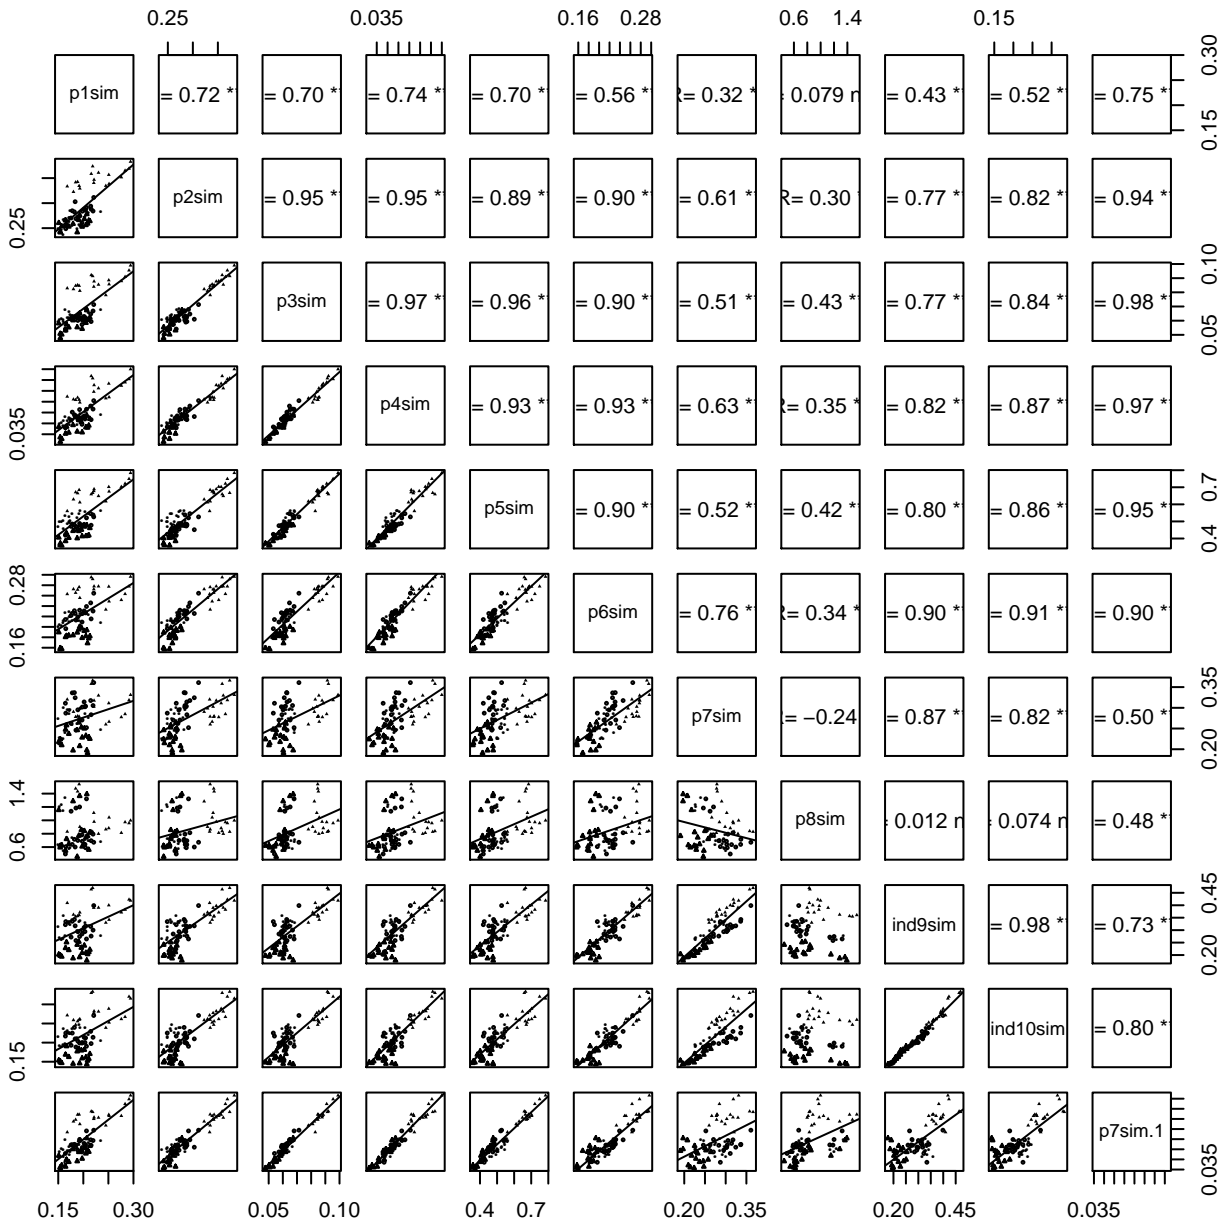 0.25 0.035 0.16 0.28 0.6 1.4 0.15
p1sim = 0.72 * = 0.70 * = 0.74 * = 0.70 * = 0.56 * R= 0.32 * 0.079 n = 0.43 * = 0.52 * = 0.75 * 0.15 0.30
0.25 p2sim = 0.95 * = 0.95 * = 0.89 * = 0.90 * = 0.61 * R= 0.30 = 0.77 * = 0.82 * = 0.94 *
p3sim = 0.97 * = 0.96 * = 0.90 * = 0.51 * = 0.43 * = 0.77 * = 0.84 * = 0.98 * 0.05 0.10
0.035 p4sim = 0.93 * = 0.93 * = 0.63 * R= 0.35 * = 0.82 * = 0.87 * = 0.97 *
p5sim = 0.90 * = 0.52 * = 0.42 * = 0.80 * = 0.86 * = 0.95 * 0.4 0.7
0.16 0.28 p6sim = 0.76 * R= 0.34 * = 0.90 * = 0.91 * = 0.90 *
p7sim R= −0.24 = 0.87 * = 0.82 * = 0.50 * 0.20 0.35
0.6 1.4 p8sim = 0.012 n = 0.074 n = 0.48 *
ind9sim = 0.98 * = 0.73 * 0.20 0.45
0.15 ind10sim = 0.80 *
p7sim.1 0.035
0.15 0.30 0.05 0.10 0.4 0.7 0.20 0.35 0.20 0.45 0.035